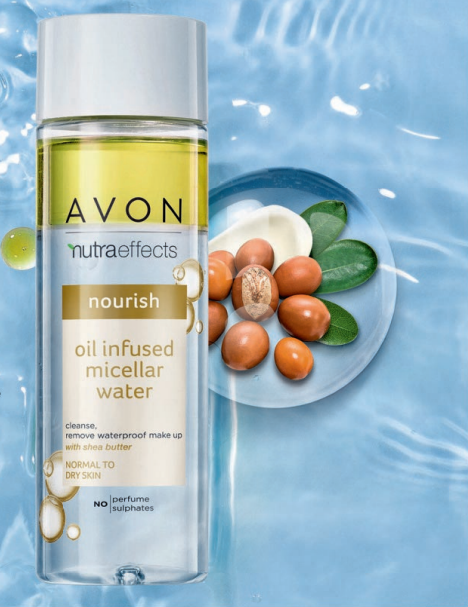 AVON
nutraeffects
nourish
oil infused
micellar
water
cleanse,
remove waterproof make up
with shea butter
NORMAL TO
DRY SKIN
NO perfume
sulphates